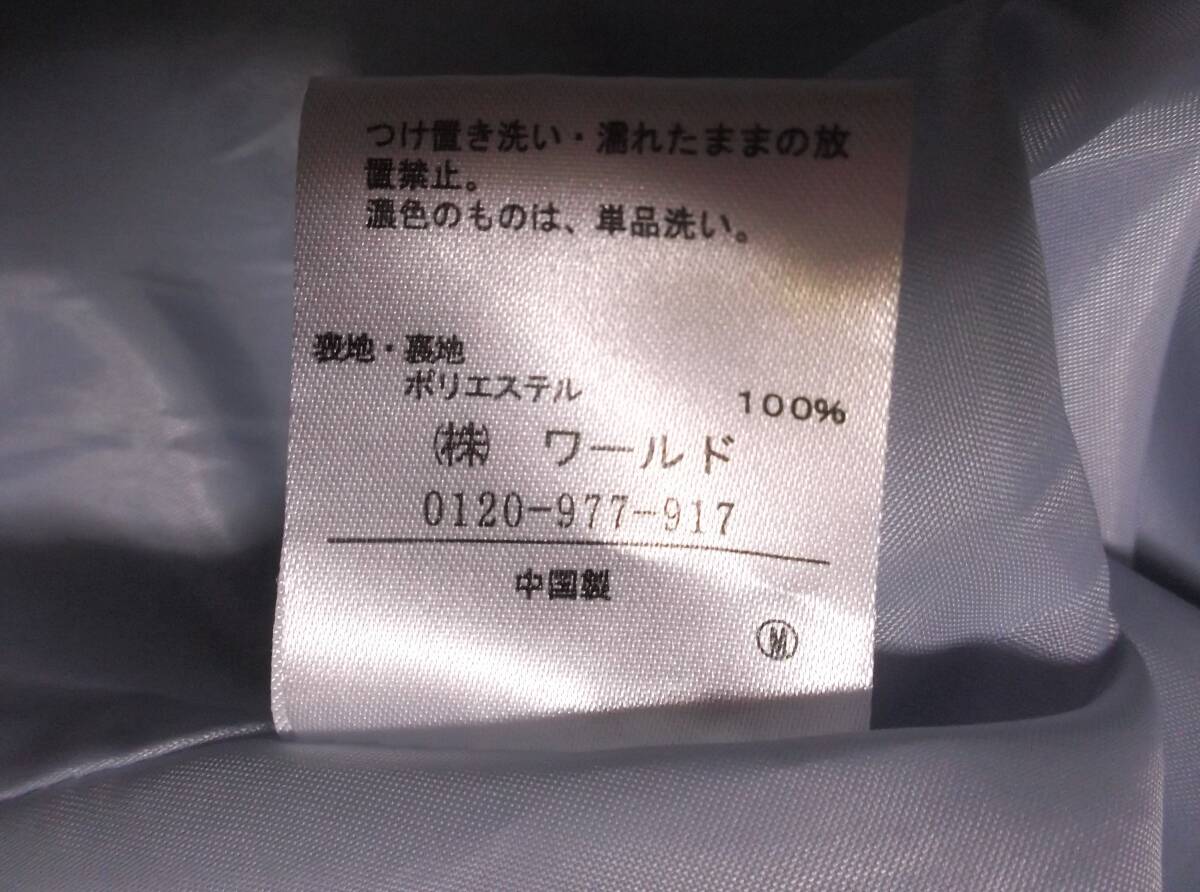 つけ置き洗い・濡れたままの放
置禁止。
濃色のものは、単品洗い。
表地・裏地
ポリエステル 100%
㈱ ワールド
0120-977-917
中国製
Ⓜ